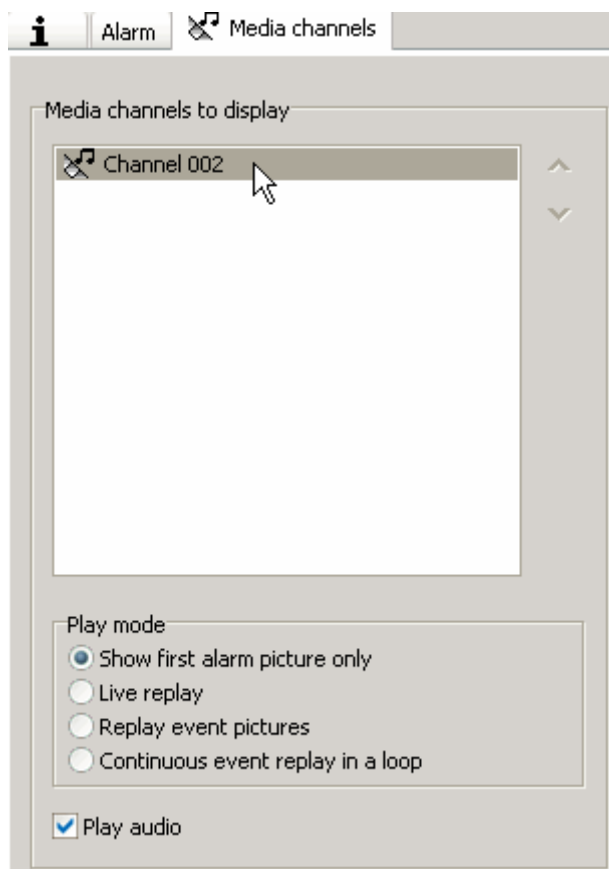 i Alarm Media channels
Media channels to display
Channel 002
Play mode
Show first alarm picture only
Live replay
Replay event pictures
Continuous event replay in a loop
Play audio